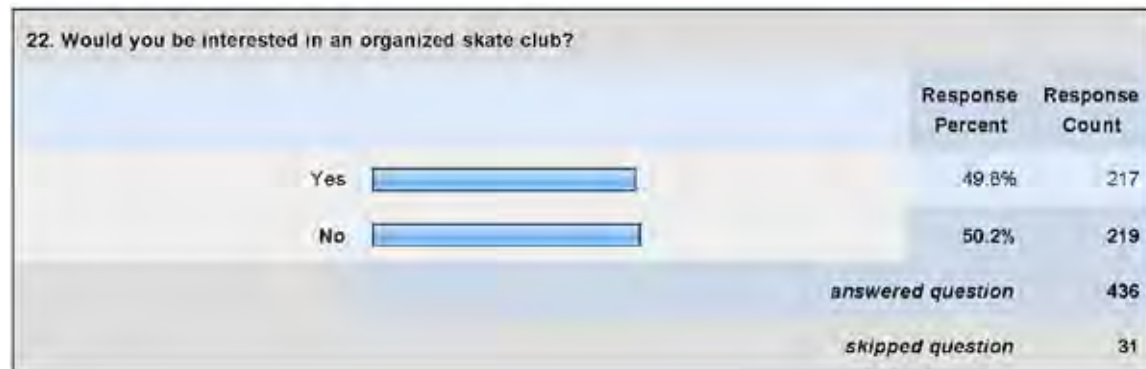 22. Would you be interested in an organized skate club?
Response Percent Response Count
Yes 49.8% 217
No 50.2% 219
answered question 436
skipped question 31